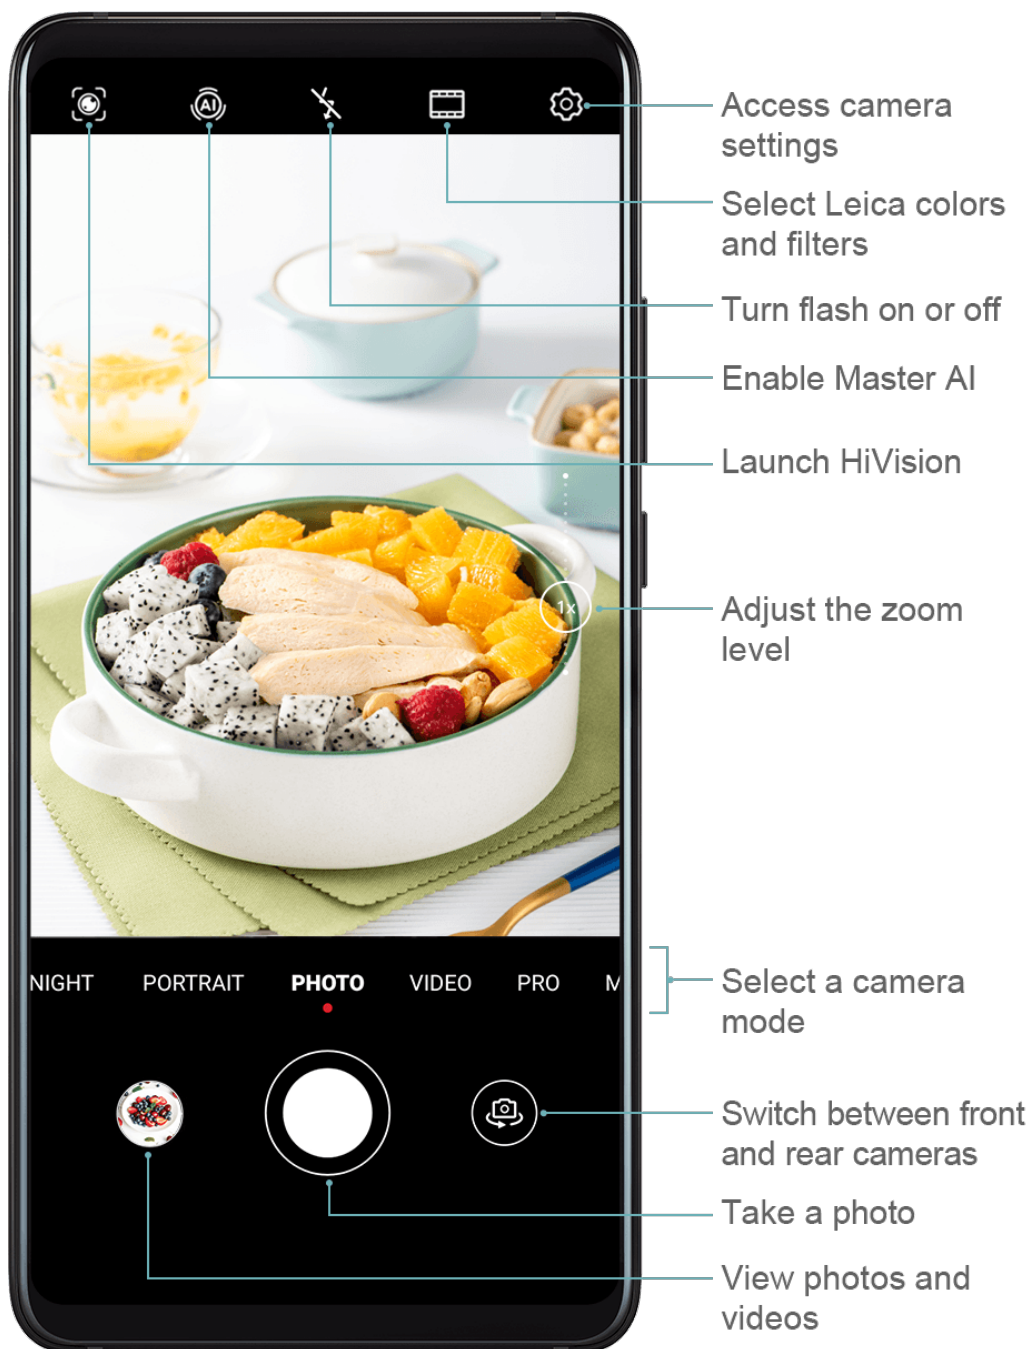 AI
Access camera
settings
Select Leica colors
and filters
Turn flash on or off
Enable Master AI
Launch HiVision
1x
Adjust the zoom
level
NIGHT PORTRAIT PHOTO VIDEO PRO M
Select a camera
mode
Switch between front
and rear cameras
Take a photo
View photos and
videos